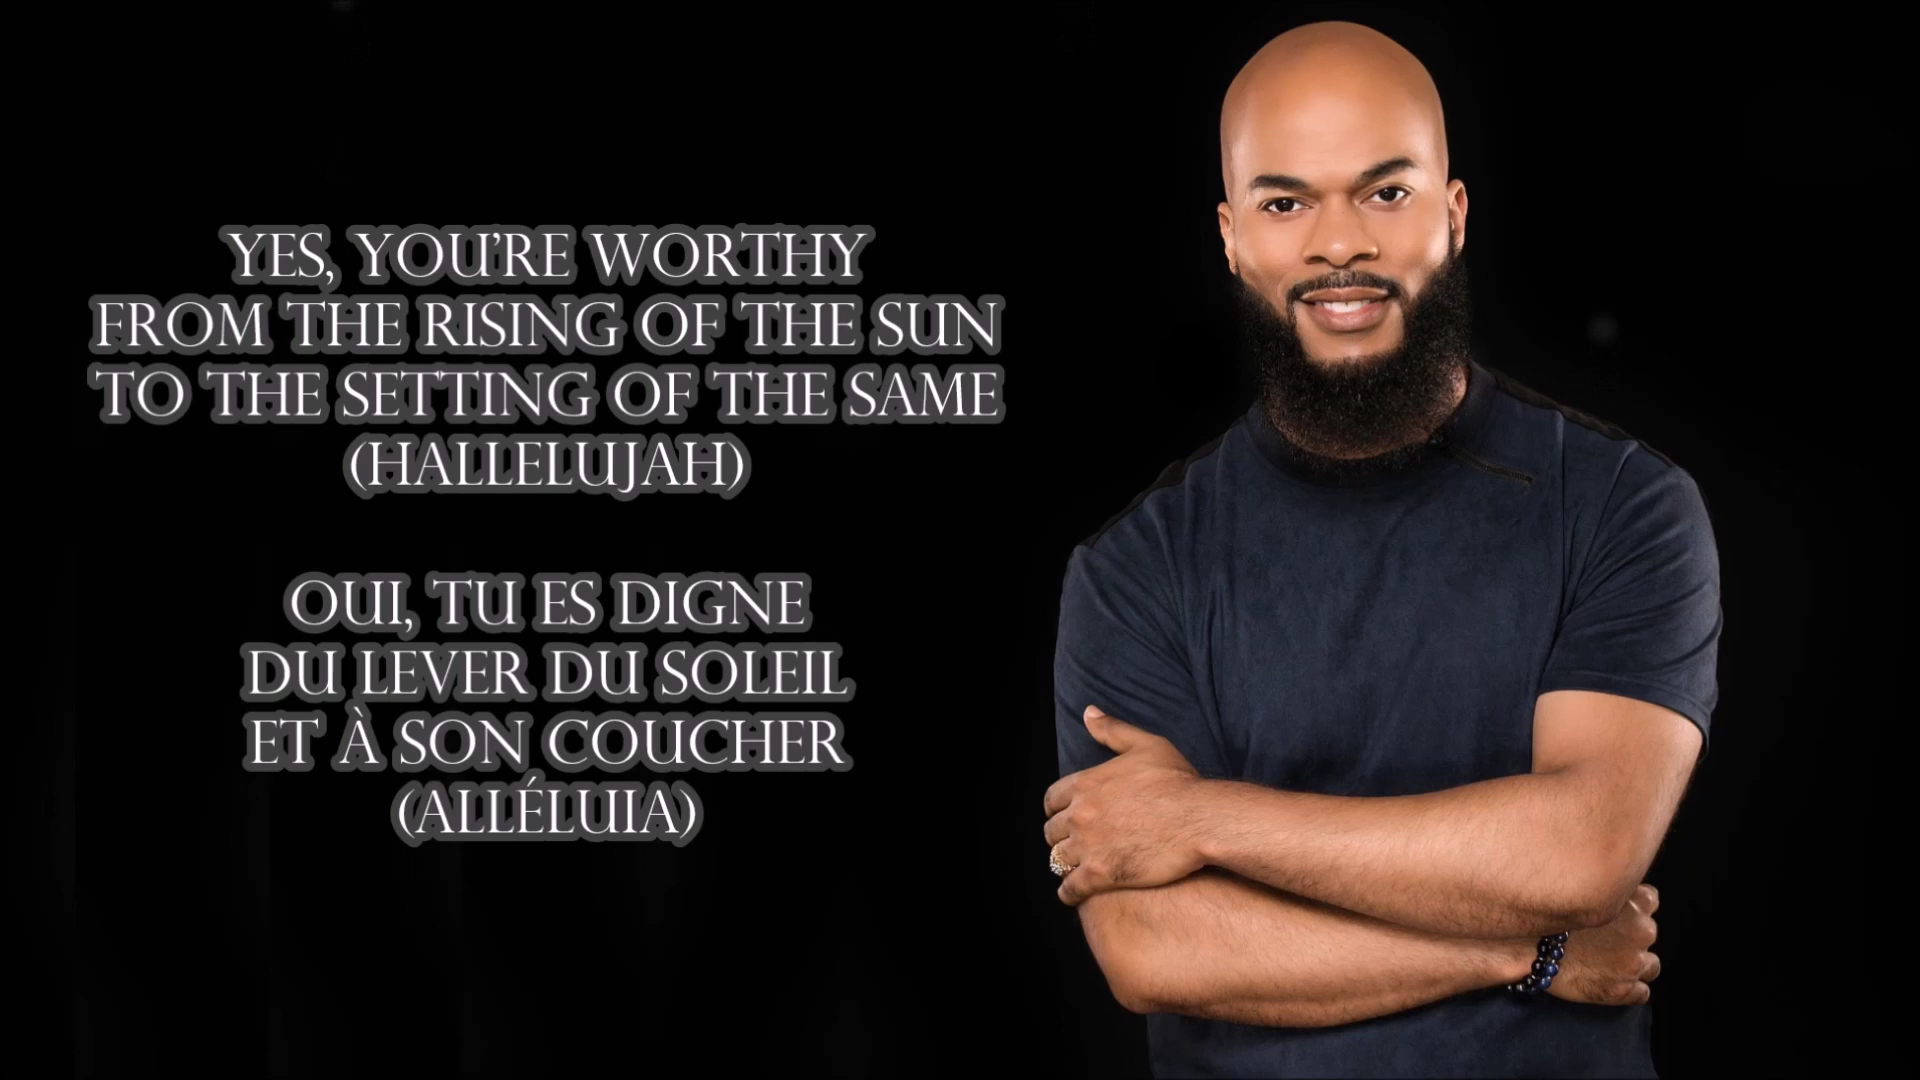 YES, YOU'RE WORTHY
FROM THE RISING OF THE SUN
TO THE SETTING OF THE SAME
(HALLELUJAH)
OUI, TU ES DIGNE
DU LEVER DU SOLEIL
ET À SON COUCHER
(ALLÉLUIA)